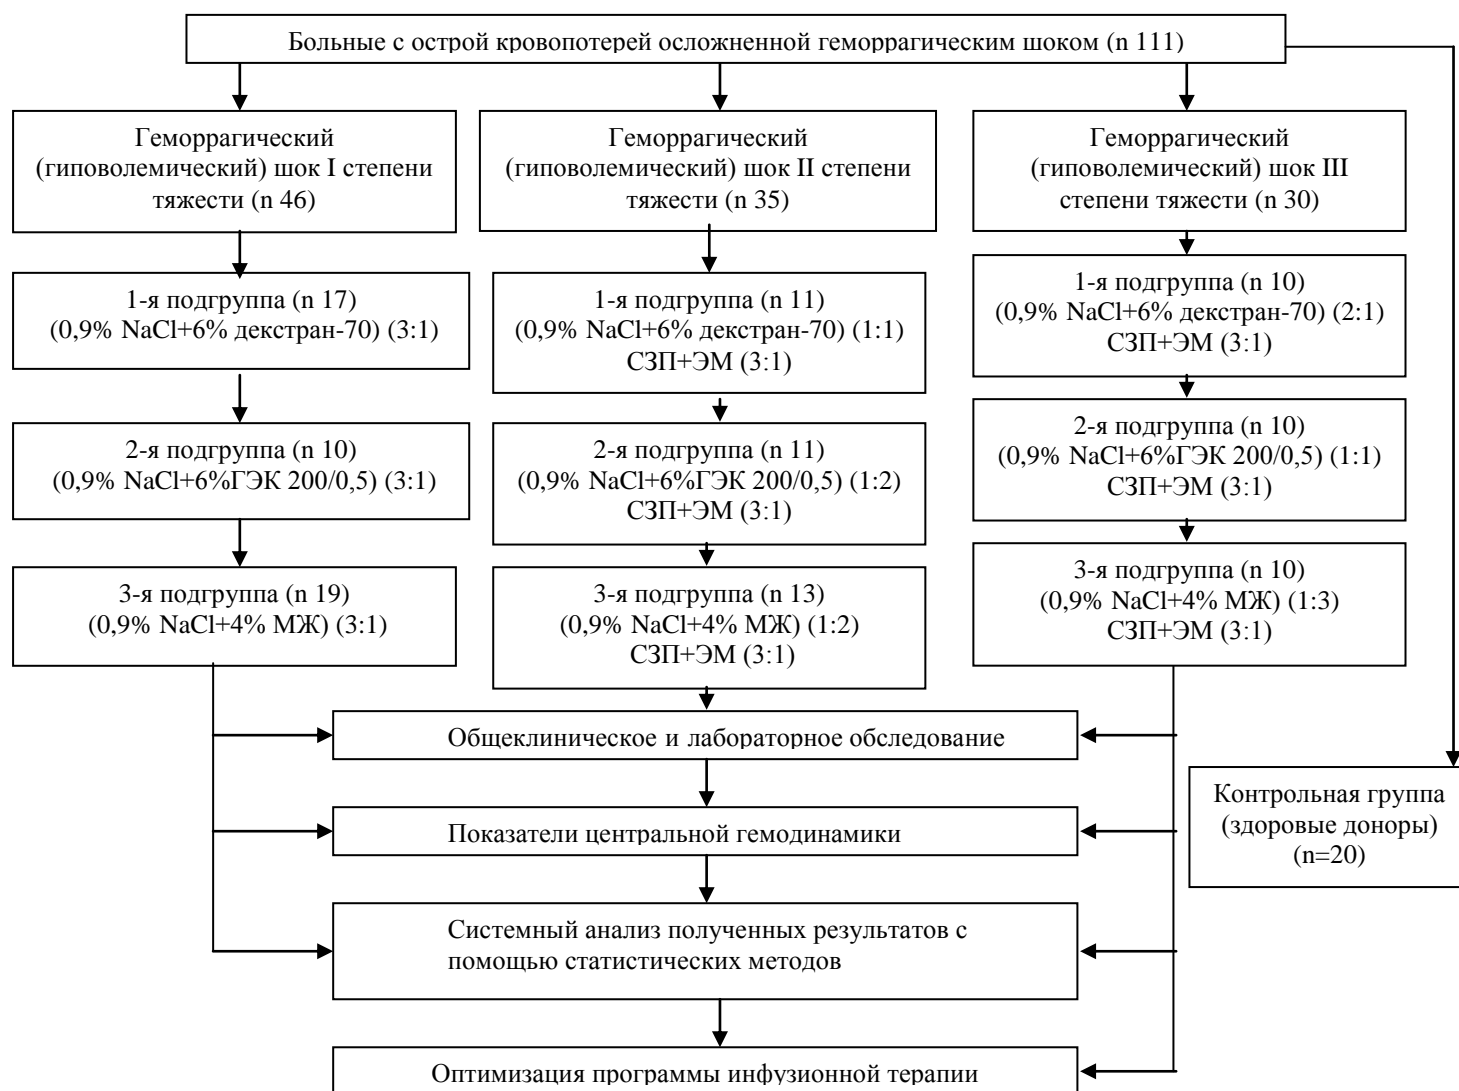 Больные с острой кровопотерей осложненной геморрагическим шоком (n 111)
Геморрагический
(гиповолемический) шок I степени
тяжести (n 46)
Геморрагический
(гиповолемический) шок II степени
тяжести (n 35)
Геморрагический
(гиповолемический) шок III
степени тяжести (n 30)
1-я подгруппа (n 17)
(0,9% NaCl+6% декстран-70) (3:1)
1-я подгруппа (n 11)
(0,9% NaCl+6% декстран-70) (1:1)
СЗП+ЭМ (3:1)
1-я подгруппа (n 10)
(0,9% NaCl+6% декстран-70) (2:1)
СЗП+ЭМ (3:1)
2-я подгруппа (n 10)
(0,9% NaCl+6%ГЭК 200/0,5) (3:1)
2-я подгруппа (n 11)
(0,9% NaCl+6%ГЭК 200/0,5) (1:2)
СЗП+ЭМ (3:1)
2-я подгруппа (n 10)
(0,9% NaCl+6%ГЭК 200/0,5) (1:1)
СЗП+ЭМ (3:1)
3-я подгруппа (n 19)
(0,9% NaCl+4% МЖ) (3:1)
3-я подгруппа (n 13)
(0,9% NaCl+4% МЖ) (1:2)
СЗП+ЭМ (3:1)
3-я подгруппа (n 10)
(0,9% NaCl+4% МЖ) (1:3)
СЗП+ЭМ (3:1)
Общеклиническое и лабораторное обследование
Показатели центральной гемодинамики
Контрольная группа
(здоровые доноры)
(n=20)
Системный анализ полученных результатов с
помощью статистических методов
Оптимизация программы инфузионной терапии